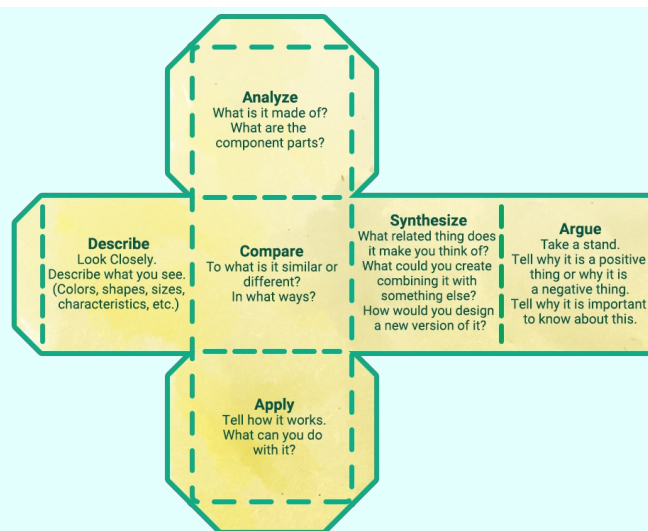 Analyze
What is it made of?
What are the
component parts?
Describe
Look Closely.
Describe what you see.
(Colors, shapes, sizes,
characteristics, etc.)
Compare
To what is it similar or
different?
In what ways?
Synthesize
What related thing does
it make you think of?
What could you create
combining it with
something else?
How would you design
a new version of it?
Argue
Take a stand.
Tell why it is a positive
thing or why it is
a negative thing.
Tell why it is important
to know about this.
Apply
Tell how it works.
What can you do
with it?